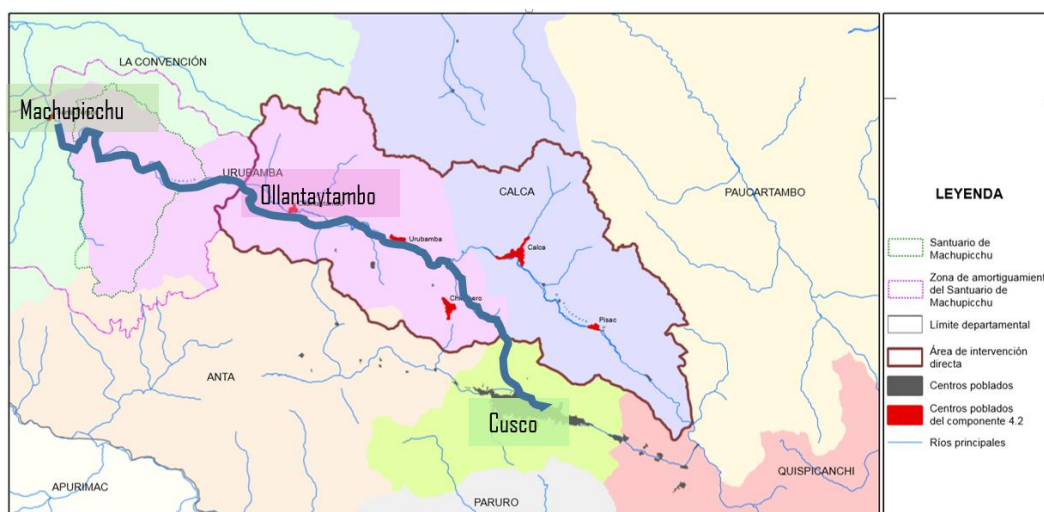 LA CONVENCIÓN
Machupicchu
URUBAMBA
Ollantaytambo
Urubamba
CALCA
Calca
PAUCARTAMBO
Pisac
ANTA
Cusco
APURIMAC
PARURO
QUISPICANCHI
LEYENDA
Santuario de
Machupicchu
Zona de amortiguamient
del Santuario de
Machupicchu
Límite departamental
Área de intervención
directa
Centros poblados
Centros poblados
del componente 4.2
Ríos principales